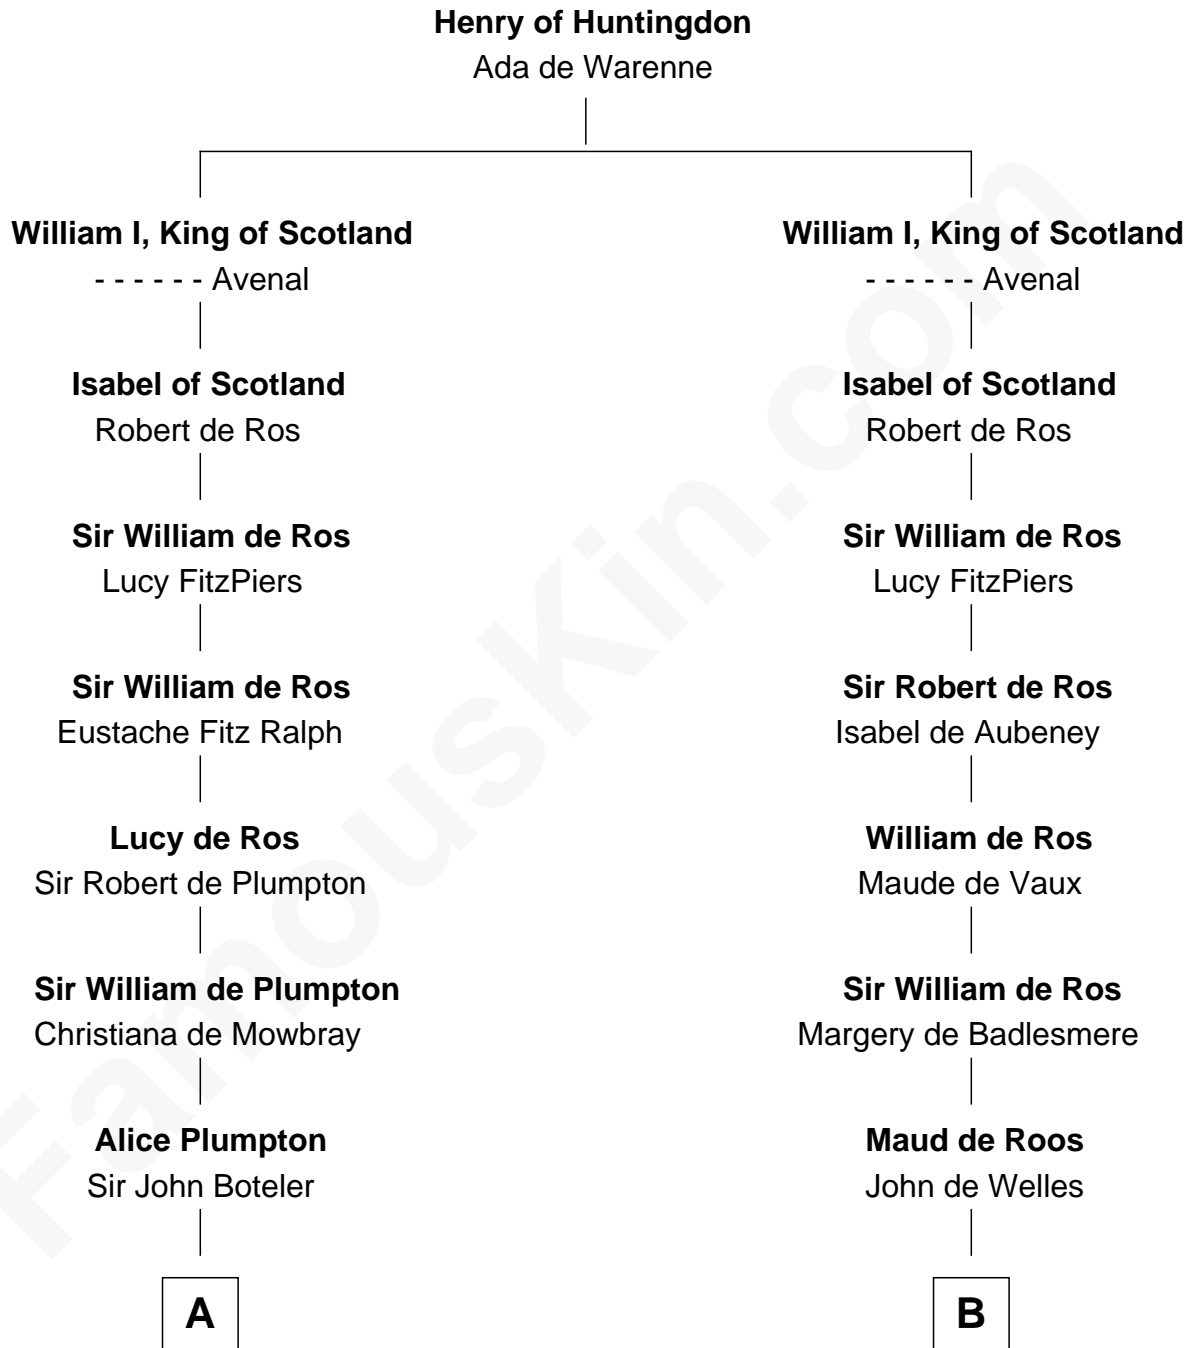 Henry of Huntingdon
Ada de Warenne
William I, King of Scotland
- - - - - - Avenal
Isabel of Scotland
Robert de Ros
Sir William de Ros
Lucy FitzPiers
Sir William de Ros
Eustache Fitz Ralph
Lucy de Ros
Sir Robert de Plumpton
Sir William de Plumpton
Christiana de Mowbray
Alice Plumpton
Sir John Boteler
A
William I, King of Scotland
- - - - - - Avenal
Isabel of Scotland
Robert de Ros
Sir William de Ros
Lucy FitzPiers
Sir Robert de Ros
Isabel de Aubeney
William de Ros
Maude de Vaux
Sir William de Ros
Margery de Badlesmere
Maud de Roos
John de Welles
B
FamousKin.com